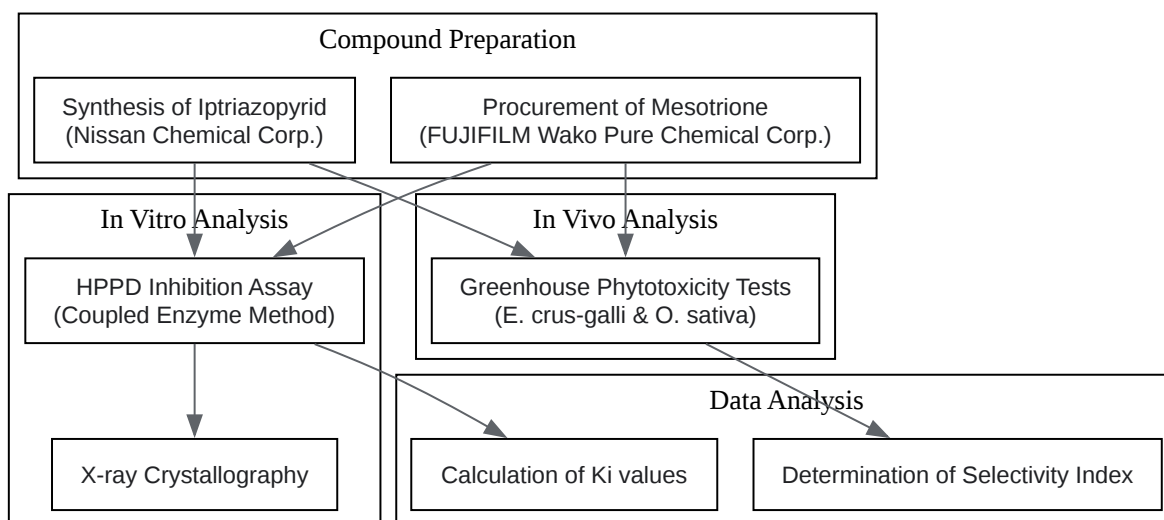 Compound Preparation
Synthesis of Iptriazopyrid
(Nissan Chemical Corp.)
Procurement of Mesotrione
(FUJIFILM Wako Pure Chemical Corp.)
In Vitro Analysis
In Vivo Analysis
HPPD Inhibition Assay
(Coupled Enzyme Method)
Greenhouse Phytotoxicity Tests
(E. crus-galli & O. sativa)
Data Analysis
X-ray Crystallography
Calculation of Ki values
Determination of Selectivity Index